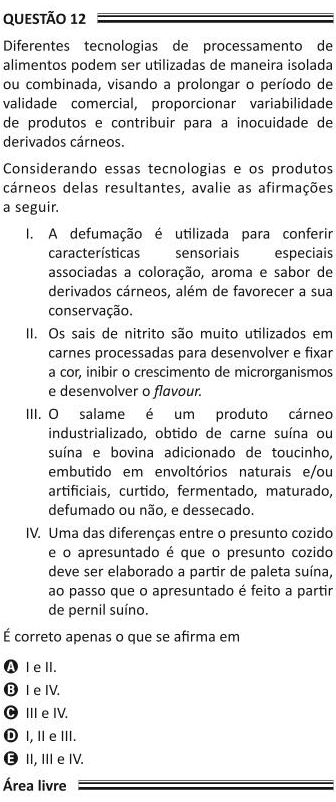 QUESTÃO 12
Diferentes tecnologias de processamento de
alimentos podem ser utilizadas de maneira isolada
ou combinada, visando a prolongar o período de
validade comercial, proporcionar variabilidade
de produtos e contribuir para a inocuidade de
derivados cárneos.
Considerando essas tecnologias e os produtos
cárneos delas resultantes, avalie as afirmações
a seguir.
I. A defumação é utilizada para conferir
características sensoriais especiais
associadas a coloração, aroma e sabor de
derivados cárneos, além de favorecer a sua
conservação.
II. Os sais de nitrito são muito utilizados em
carnes processadas para desenvolver e fixar
a cor, inibir o crescimento de microrganismos
e desenvolver o flavour.
III. O salame é um produto cárneo
industrializado, obtido de carne suína ou
suína e bovina adicionado de toucinho,
embutido em envoltórios naturais e/ou
artificiais, curtido, fermentado, maturado,
defumado ou não, e dessecado.
IV. Uma das diferenças entre o presunto cozido
e o apresuntado é que o presunto cozido
deve ser elaborado a partir de paleta suína,
ao passo que o apresuntado é feito a partir
de pernil suíno.
É correto apenas o que se afirma em
A I e II.
B I e IV.
C III e IV.
D I, II e III.
E II, III e IV.
Área livre